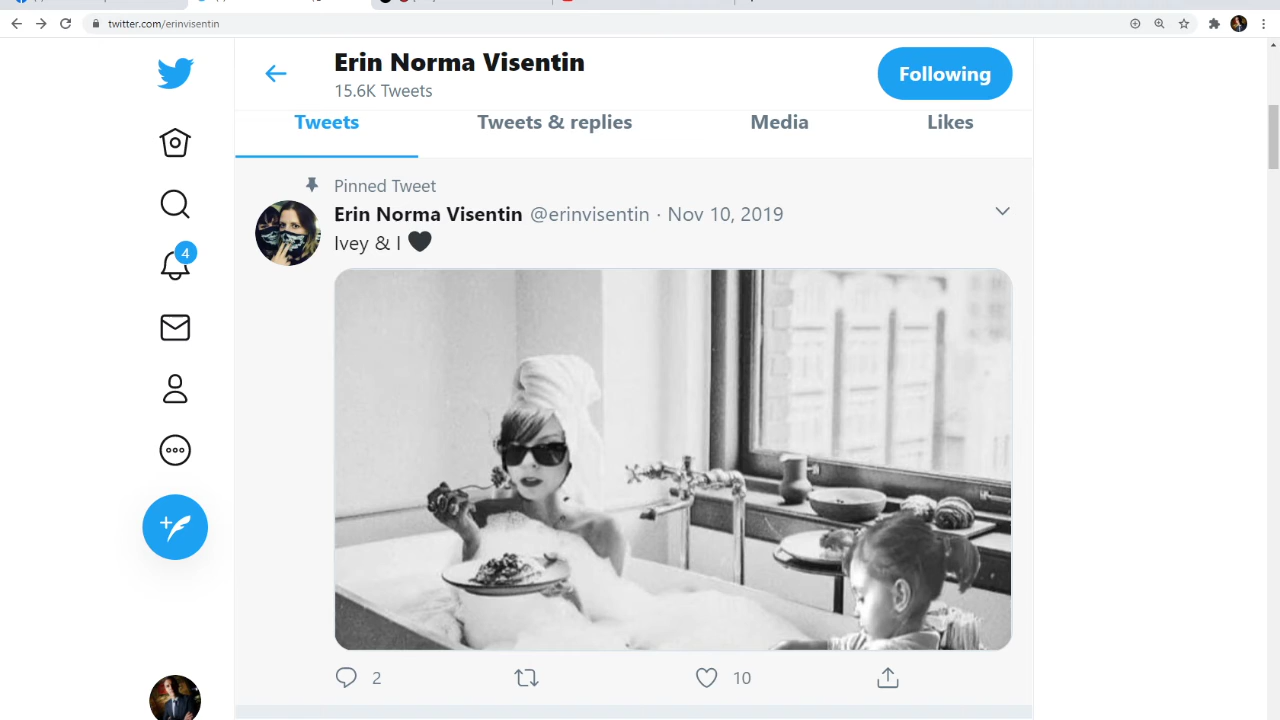 twitter.com/erinvisentin
Erin Norma Visentin
15.6K Tweets
Following
Tweets
Tweets & replies
Media
Likes
Pinned Tweet
Erin Norma Visentin @erinvisentin · Nov 10, 2019
Ivey & I 🖤
4
2
10